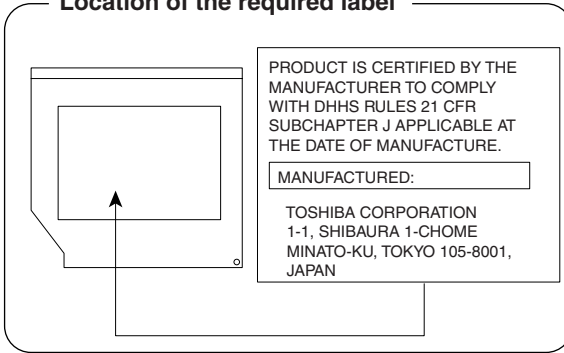 Location of the required label
PRODUCT IS CERTIFIED BY THE
MANUFACTURER TO COMPLY
WITH DHHS RULES 21 CFR
SUBCHAPTER J APPLICABLE AT
THE DATE OF MANUFACTURE.
MANUFACTURED:
TOSHIBA CORPORATION
1-1, SHIBAURA 1-CHOME
MINATO-KU, TOKYO 105-8001,
JAPAN